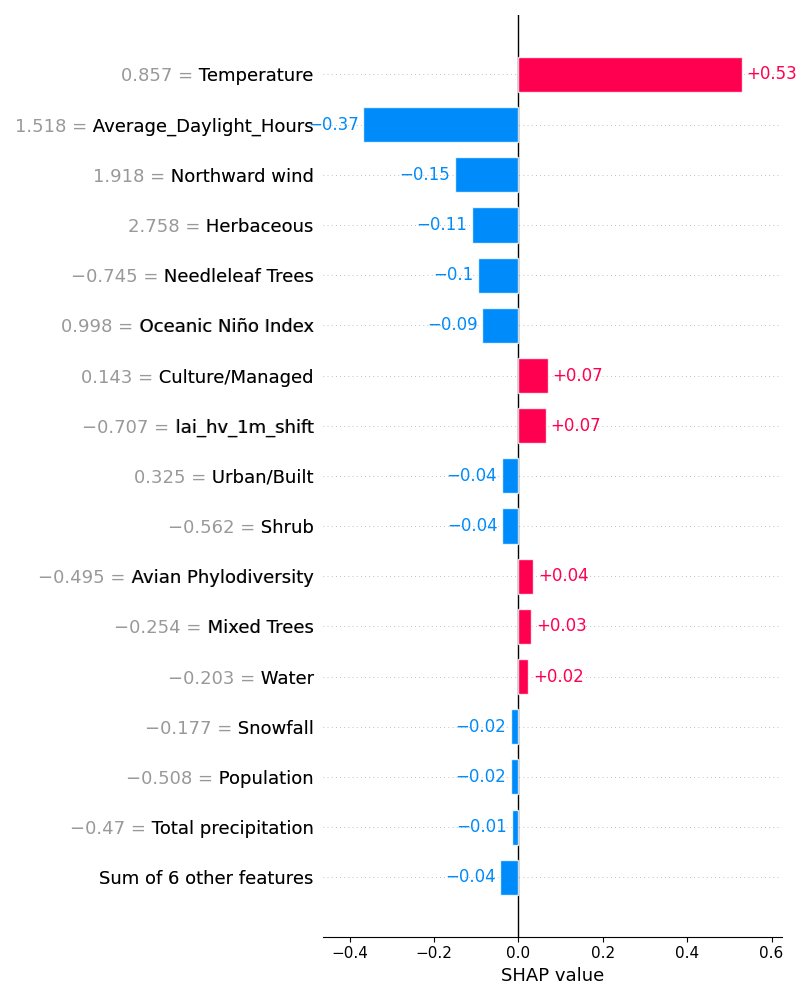 0.857 = Temperature +0.53
1.518 = Average_Daylight_Hours −0.37
1.918 = Northward wind −0.15
2.758 = Herbaceous −0.11
−0.745 = Needleleaf Trees −0.1
0.998 = Oceanic Niño Index −0.09
0.143 = Culture/Managed +0.07
−0.707 = lai_hv_1m_shift +0.07
0.325 = Urban/Built −0.04
−0.562 = Shrub −0.04
−0.495 = Avian Phylodiversity +0.04
−0.254 = Mixed Trees +0.03
−0.203 = Water +0.02
−0.177 = Snowfall −0.02
−0.508 = Population −0.02
−0.47 = Total precipitation −0.01
Sum of 6 other features −0.04
−0.4 −0.2 0.0 0.2 0.4 0.6
SHAP value